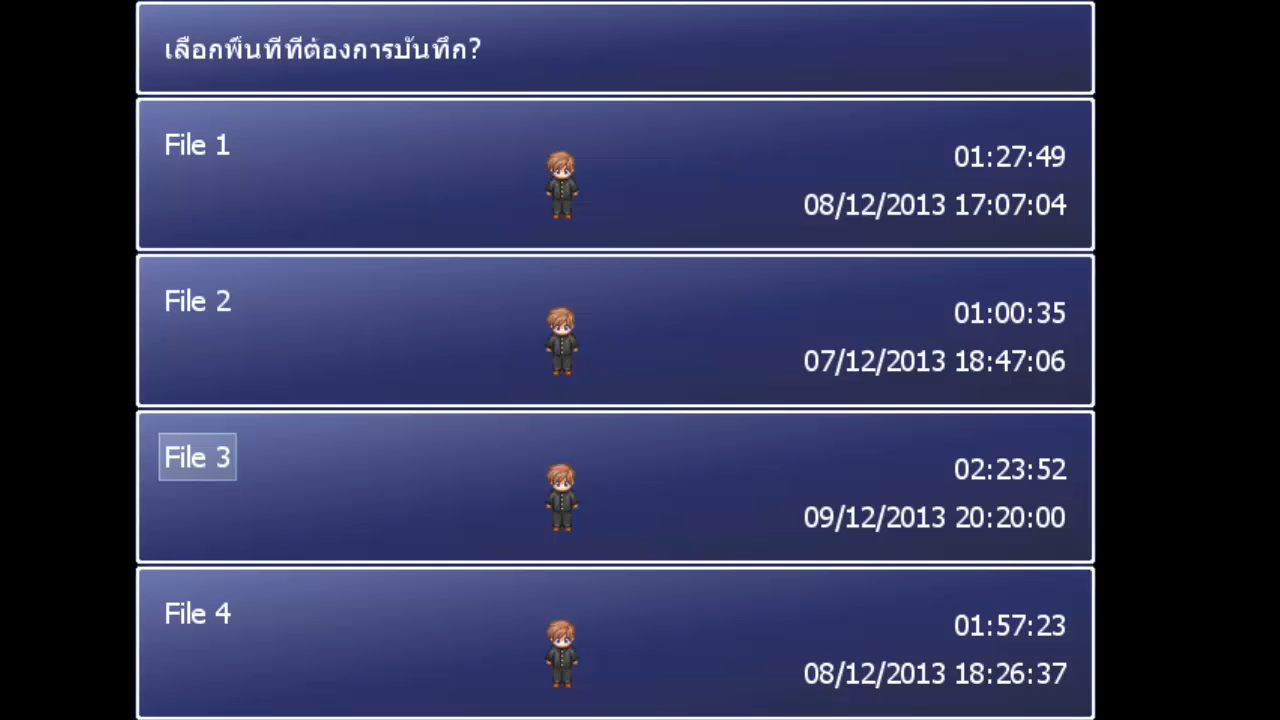 เลือกพื้นที่ที่ต้องการบันทึก?
File 1
01:27:49
08/12/2013 17:07:04
File 2
01:00:35
07/12/2013 18:47:06
File 3
02:23:52
09/12/2013 20:20:00
File 4
01:57:23
08/12/2013 18:26:37